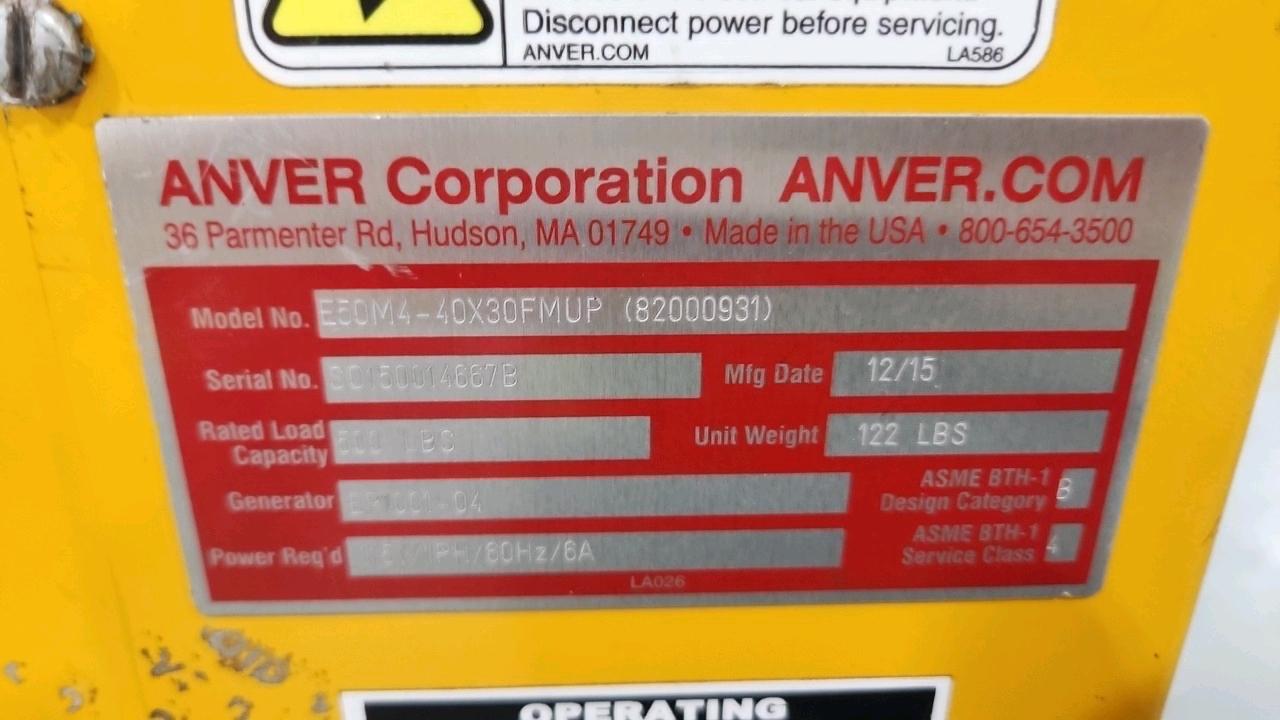 Disconnect power before servicing.
ANVER.COM LA586
ANVER Corporation ANVER.COM
36 Parmenter Rd, Hudson, MA 01749 • Made in the USA • 800-654-3500
Model No. E50M4-40X30FMUP (82000931)
Serial No. Mfg Date 12/15
Rated Load Capacity LBS Unit Weight 122 LBS
Generator ASME BTH-1 Design Category B
Power Req'd ASME BTH-1 Service Class 4
LA026
OPERATING